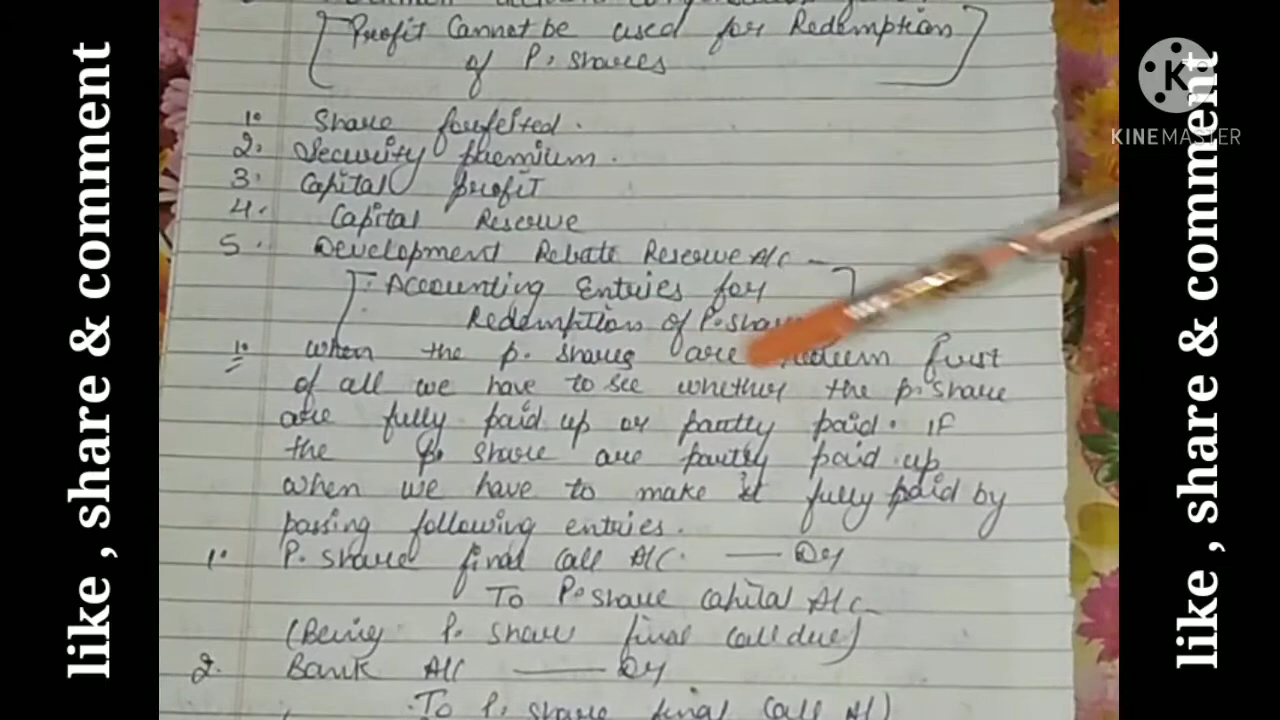 [Profit Cannot be used for Redemption
of P. shares]
1. Share forfeited.
2. Security premium.
3. Capital profit
4. Capital Reserve
5. Development Rebate Reserve A/c -
[: Accounting Entries for
Redemption of P. share
1. when the p. shares are first
of all we have to see whether the p. share
are fully paid up or partly paid. if
the p. share are partly paid up
when we have to make it fully paid by
passing following entries.
1. P. share final call A/c. — Dr
To P. share capital A/c
(Being P. share final call due)
2. Bank A/c — Dr
To P. share final call A/c
like , share & comment
like , share & comment
K
KINEMASTER